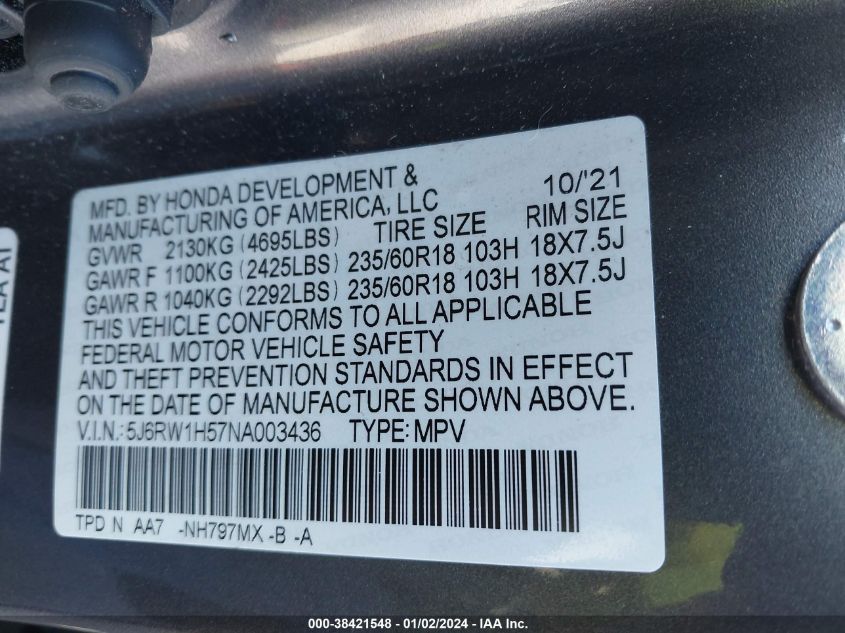 MFD. BY HONDA DEVELOPMENT &
MANUFACTURING OF AMERICA, LLC 10/'21
GVWR 2130KG (4695LBS) TIRE SIZE RIM SIZE
GAWR F 1100KG (2425LBS) 235/60R18 103H 18X7.5J
GAWR R 1040KG (2292LBS) 235/60R18 103H 18X7.5J
THIS VEHICLE CONFORMS TO ALL APPLICABLE
FEDERAL MOTOR VEHICLE SAFETY
AND THEFT PREVENTION STANDARDS IN EFFECT
ON THE DATE OF MANUFACTURE SHOWN ABOVE.
V.I.N.: 5J6RW1H57NA003436 TYPE: MPV
TPD N AA7 -NH797MX -B -A
000-38421548 - 01/02/2024 - IAA Inc.